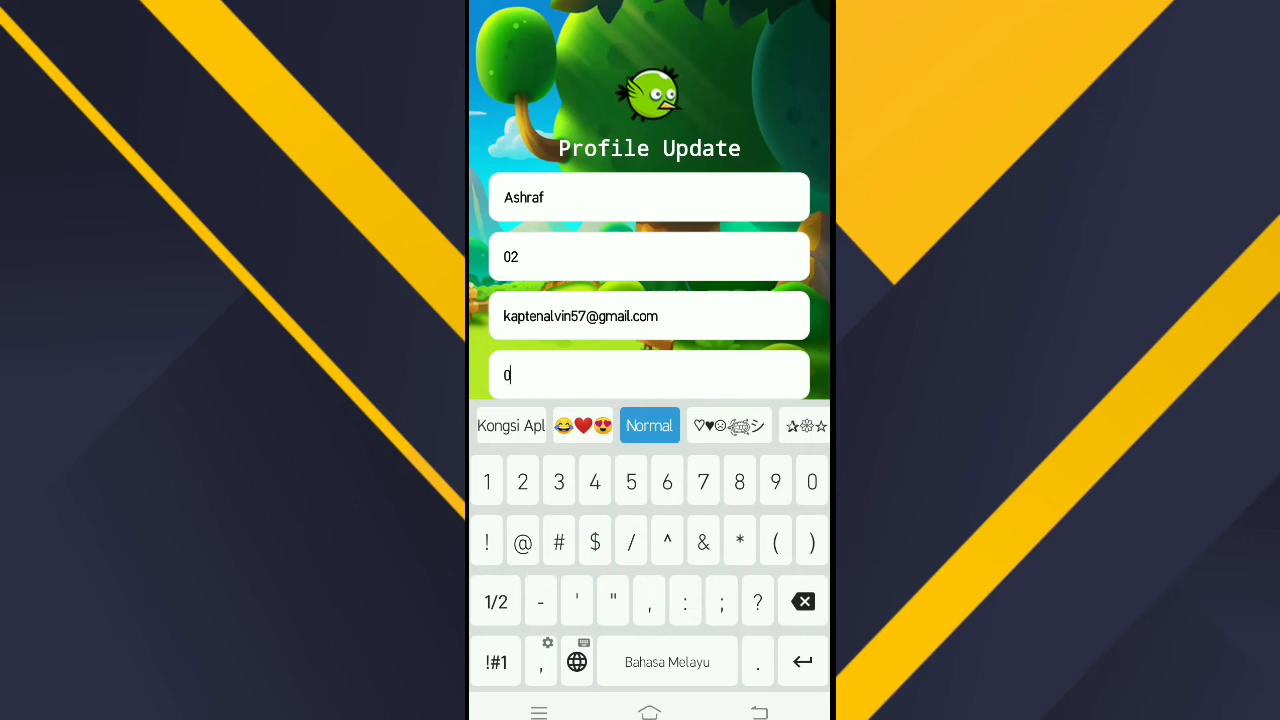 Profile Update
Ashraf
02
kaptenalvin57@gmail.com
0
Kongsi Apl 😂❤️😍 Normal ♡♥☹🐢シ ✰❊☆
1 2 3 4 5 6 7 8 9 0
! @ # $ / ^ & * ( )
1/2 - ' " , : ; ?
!#1 , Bahasa Melayu .